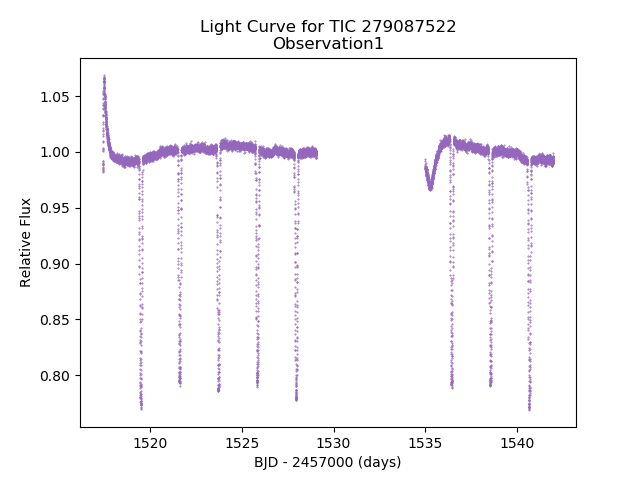 Light Curve for TIC 279087522
Observation1
1.05
1.00
0.95
0.90
0.85
0.80
Relative Flux
1520
1525
1530
1535
1540
BJD - 2457000 (days)